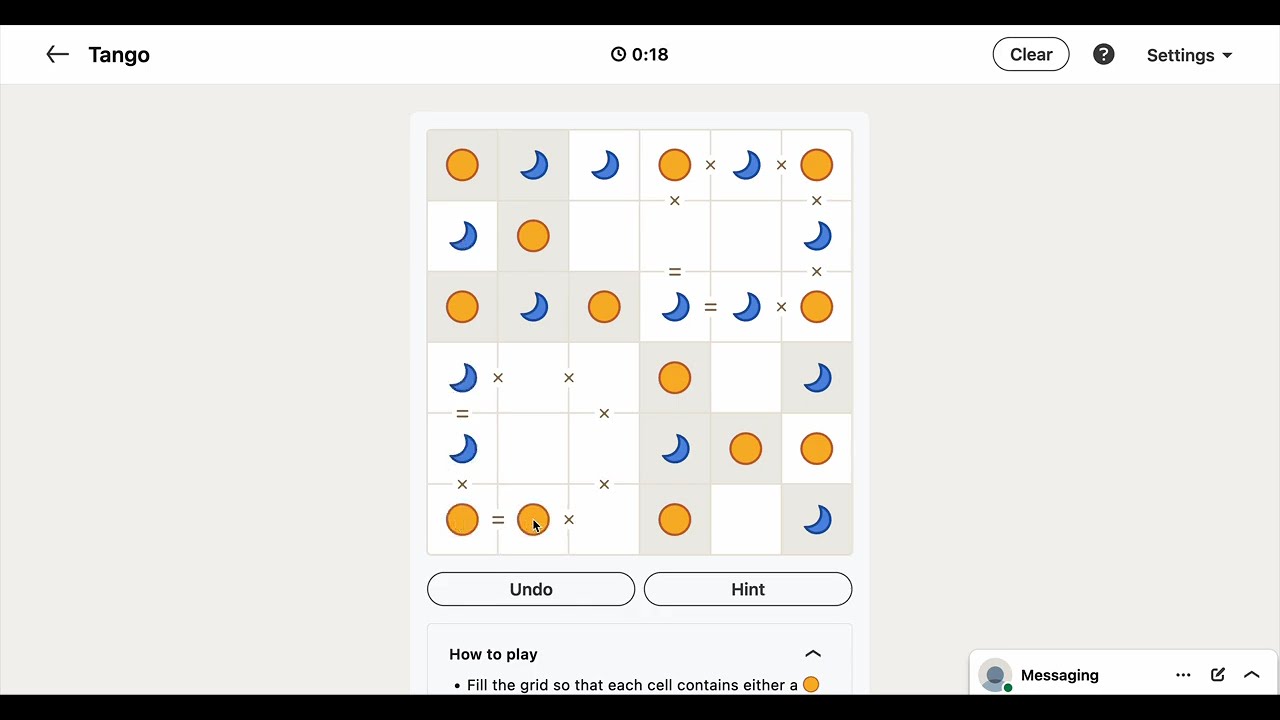 Tango
0:18
Clear
?
Settings
× ×
× ×
= ×
= ×
× ×
= ×
× ×
= ×
Undo
Hint
How to play
• Fill the grid so that each cell contains either a
Messaging